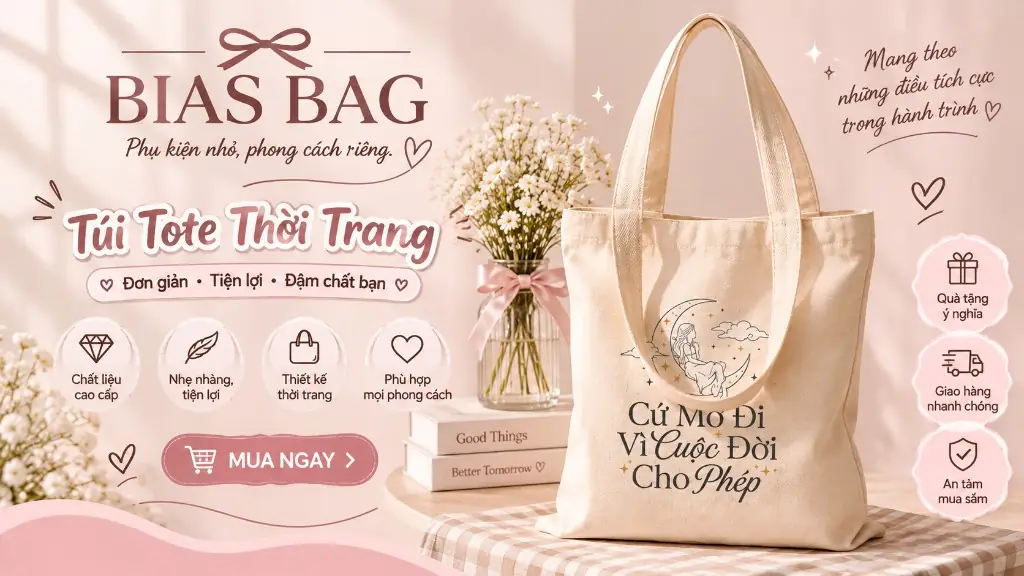 BIAS BAG
Phụ kiện nhỏ, phong cách riêng.
Túi Tote Thời Trang
Đơn giản • Tiện lợi • Đậm chất bạn
Chất liệu
cao cấp
Nhẹ nhàng,
tiện lợi
Thiết kế
thời trang
Phù hợp
mọi phong cách
MUA NGAY
Good Things
Better Tomorrow
Cứ Mơ Đi
Vì Cuộc Đời
Cho Phép
Mang theo
những điều tích cực
trong hành trình
Quà tặng
ý nghĩa
Giao hàng
nhanh chóng
An tâm
mua sắm